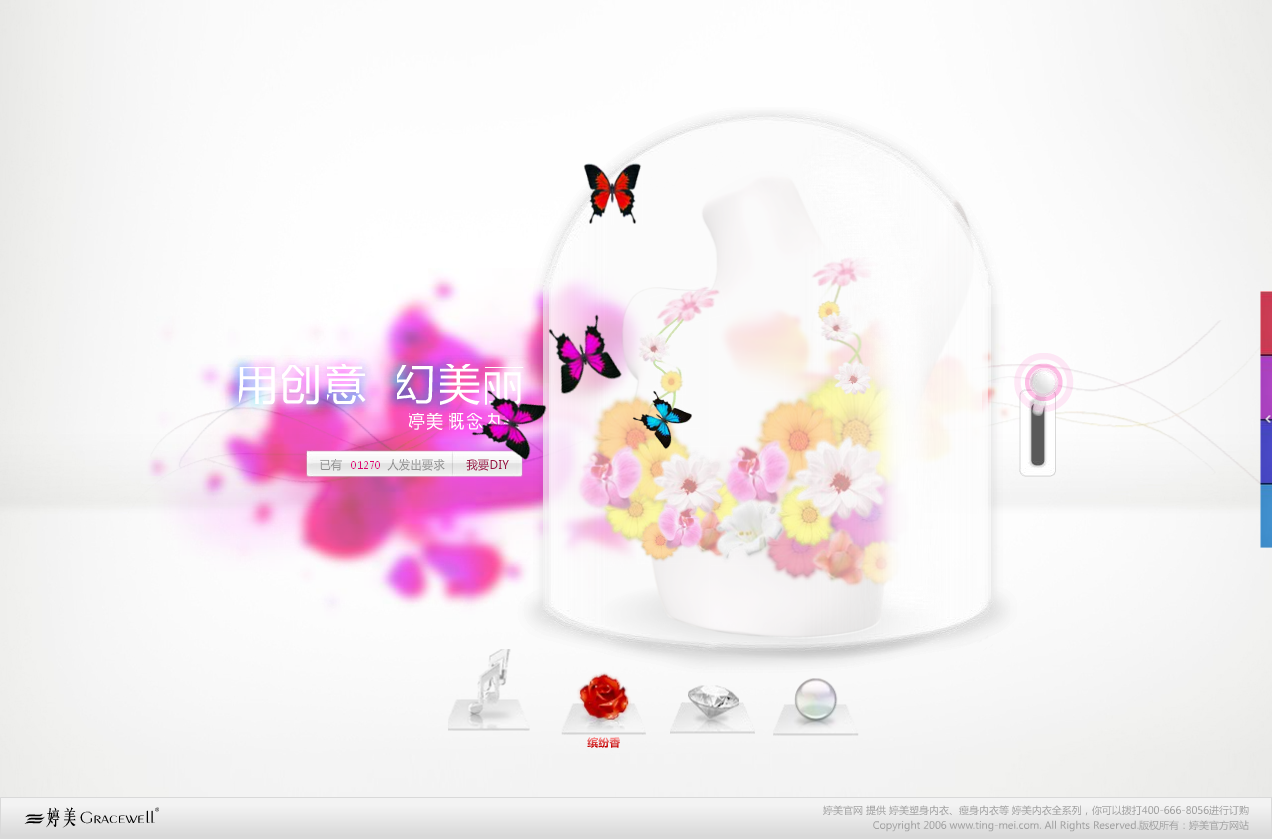 用创意 幻美丽
婷美 概念
已有 01270 人发出要求 我要DIY
缤纷香
婷美 GRACEWELL®
婷美官网 提供 婷美塑身内衣、瘦身内衣等 婷美内衣全系列，你可以拨打400-666-8056进行订购
Copyright 2006 www.ting-mei.com. All Rights Reserved.版权所有：婷美官方网站